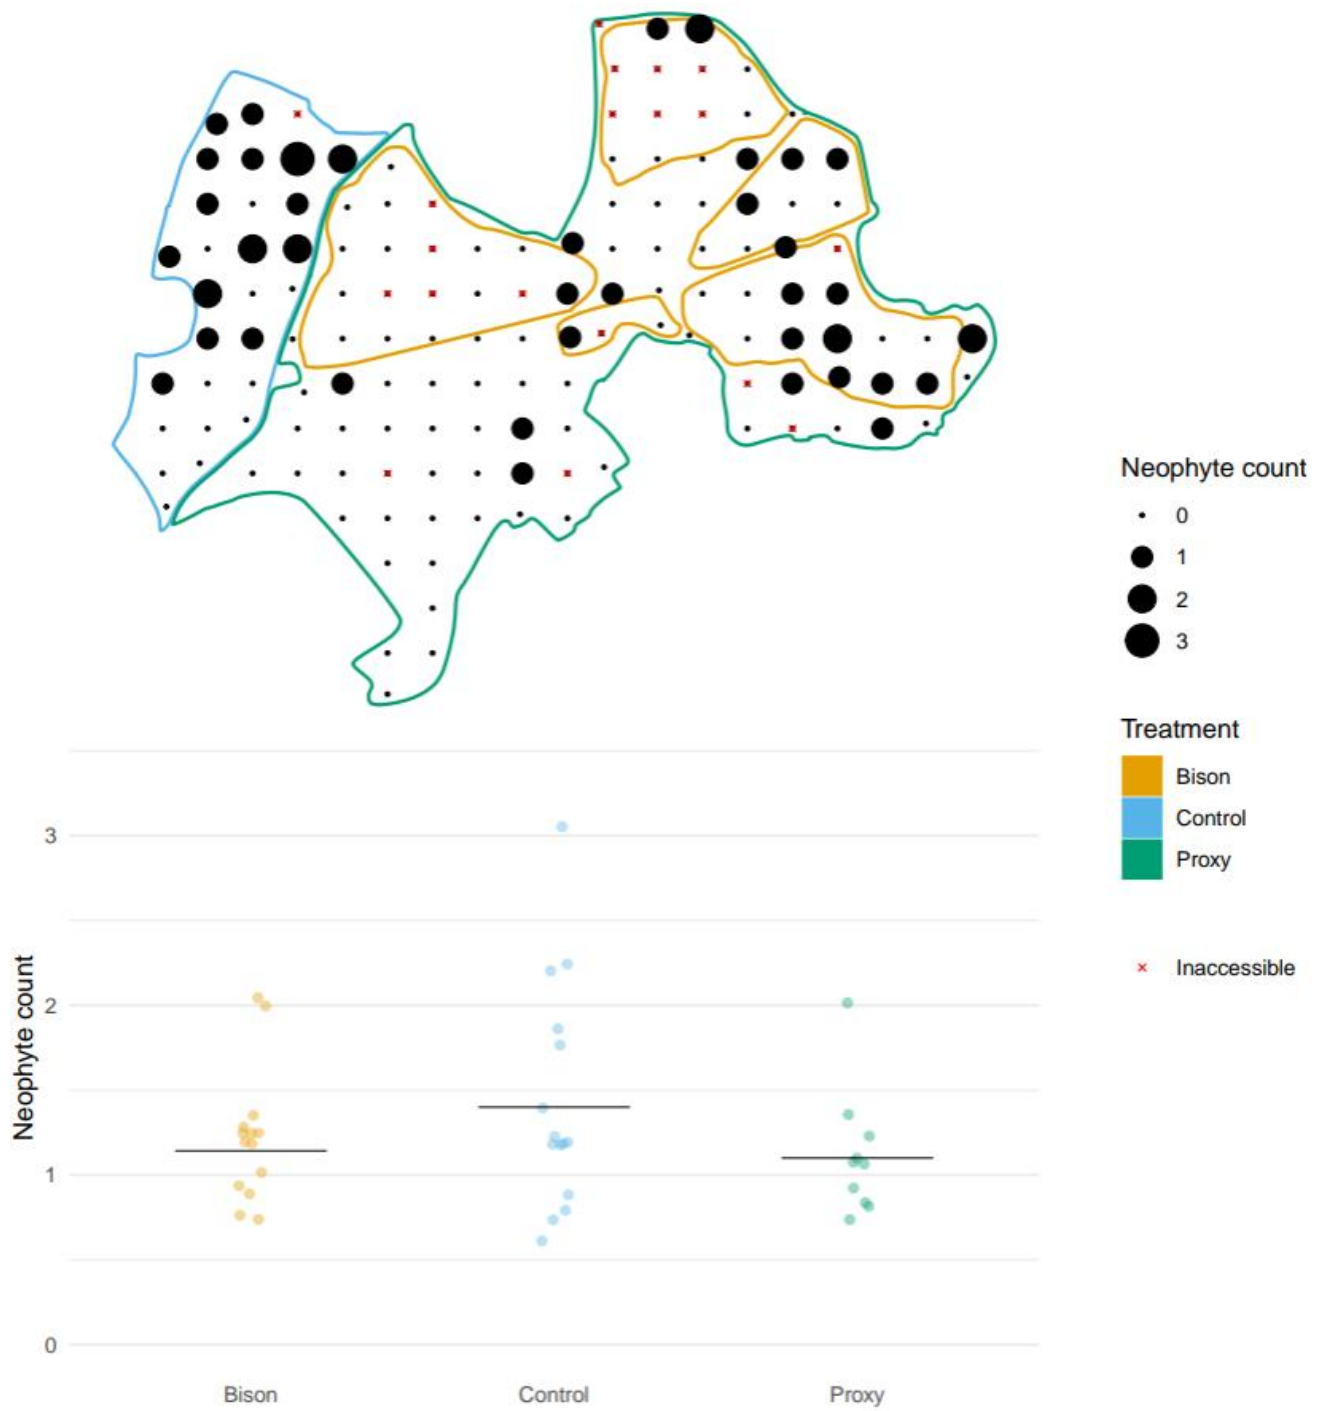 Neophyte count
0
1
2
3
Treatment
Bison
Control
Proxy
Inaccessible
3
2
1
0
Neophyte count
Bison
Control
Proxy